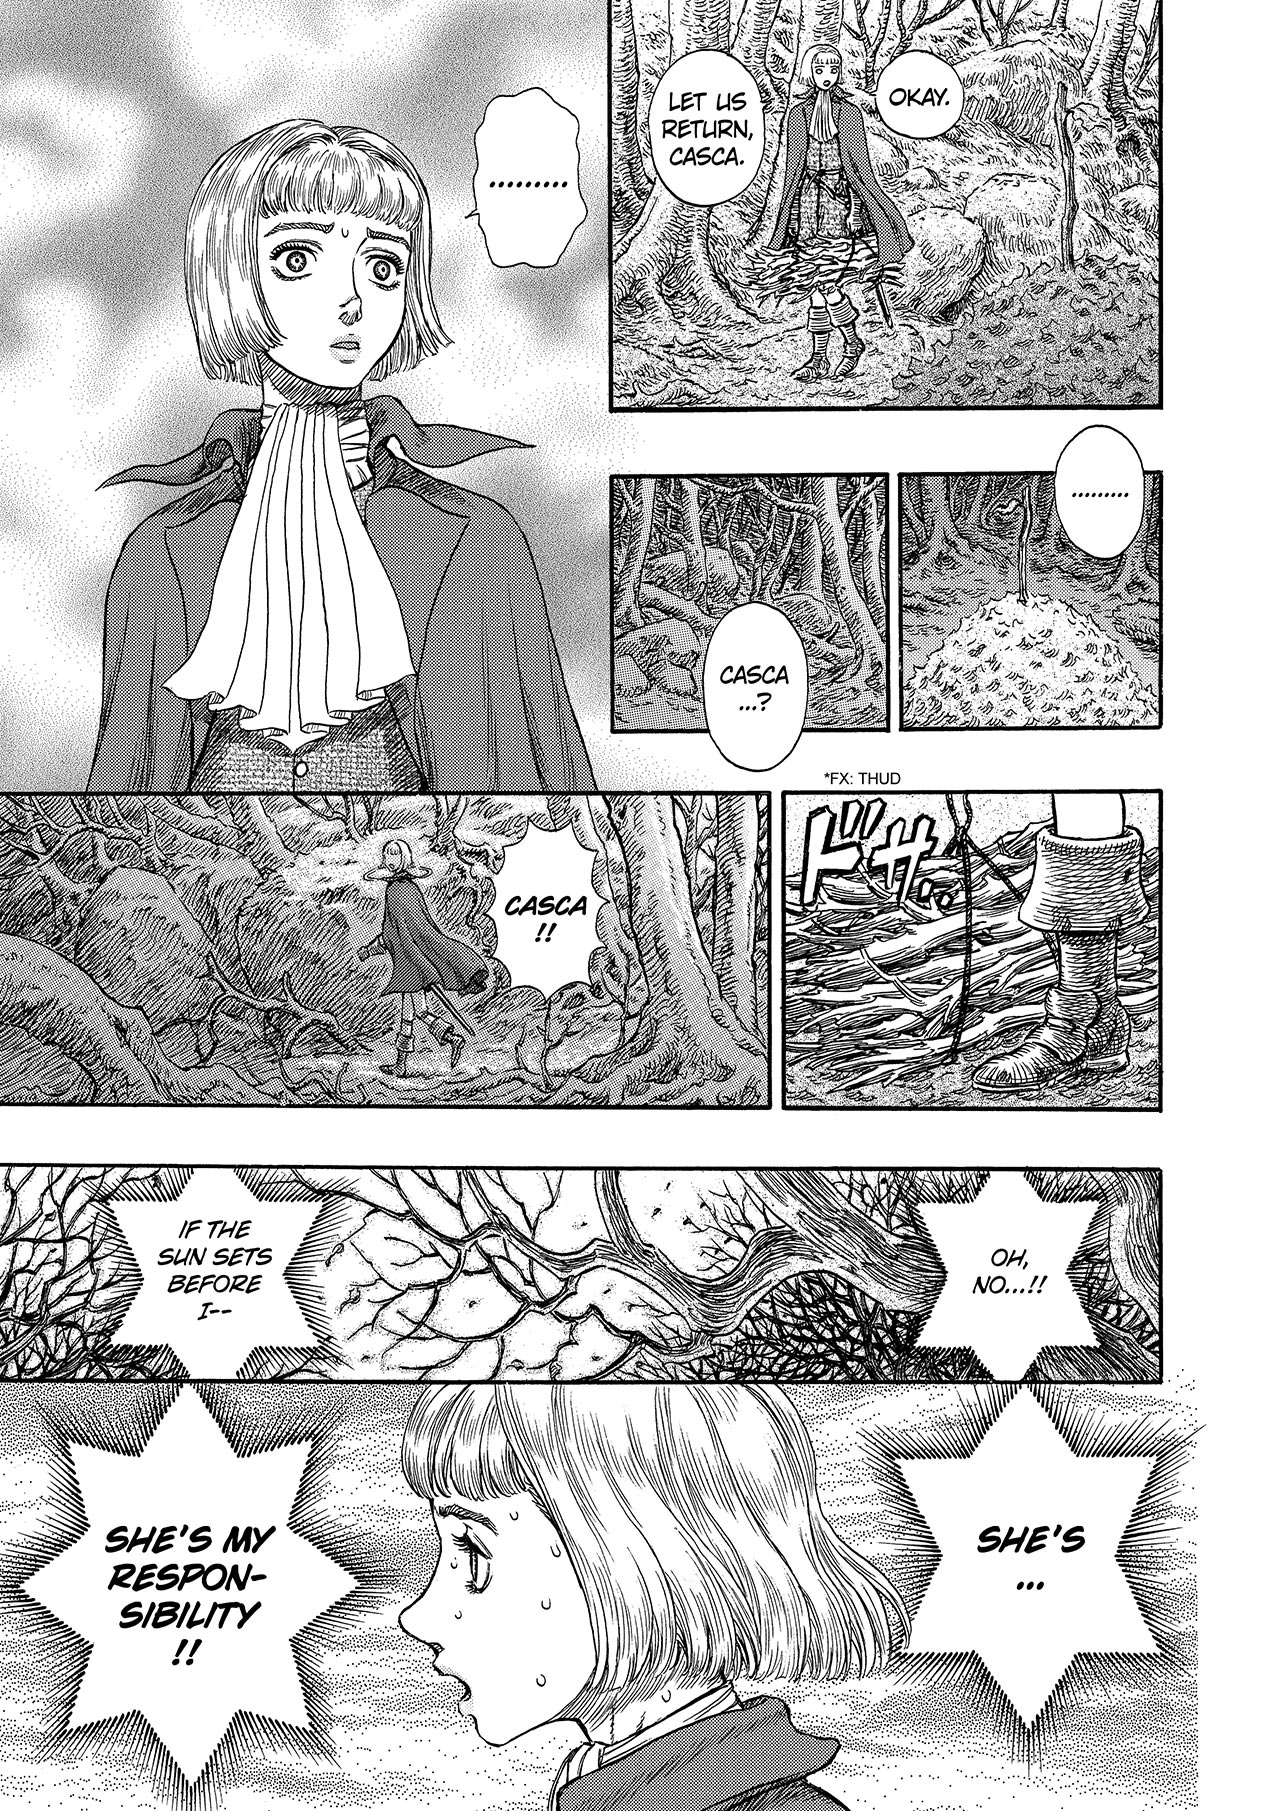 OKAY.
LET US
RETURN,
CASCA.
..........
CASCA
...?
..........
*FX: THUD
ドサ..
CASCA
!!
OH,
NO...!!
IF THE
SUN SETS
BEFORE
I--
SHE'S
...
SHE'S MY
RESPON-
SIBILITY
!!